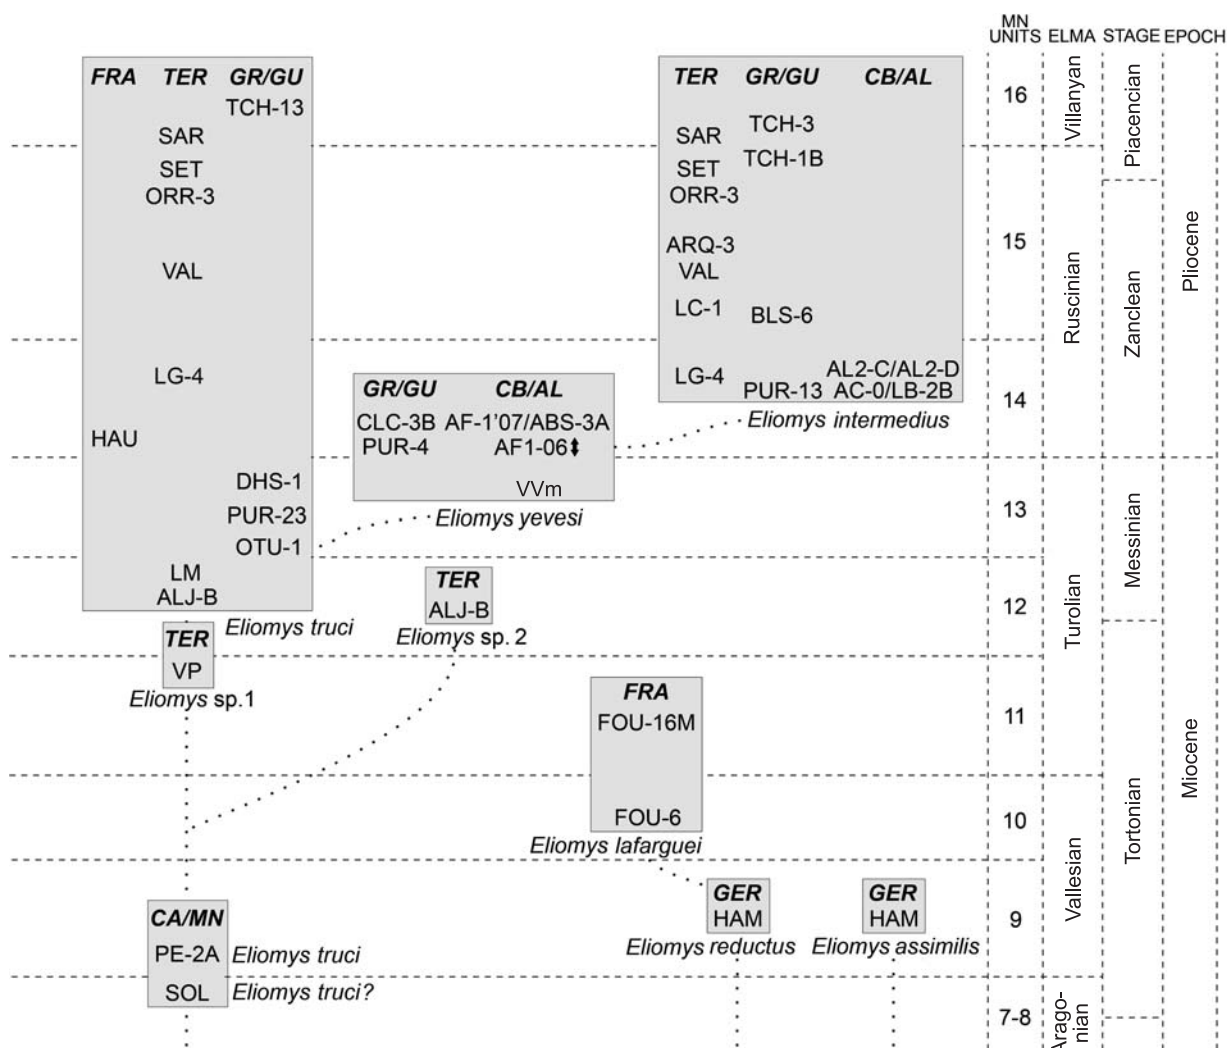 MN
UNITS ELMA STAGE EPOCH
FRA TER GR/GU
TCH-13
SAR
SET
ORR-3
VAL
LG-4
HAU
DHS-1
PUR-23
OTU-1
LM
ALJ-B
Eliomys truci
TER
VP
Eliomys sp.1
CA/MN
PE-2A Eliomys truci
SOL Eliomys truci?
GR/GU CB/AL
CLC-3B AF-1'07/ABS-3A
PUR-4 AF1-06
VVm
Eliomys yevesi
TER
ALJ-B
Eliomys sp. 2
TER GR/GU CB/AL
TCH-3
SAR
TCH-1B
SET
ORR-3
ARQ-3
VAL
LC-1
BLS-6
LG-4 AL2-C/AL2-D
PUR-13 AC-0/LB-2B
Eliomys intermedius
FRA
FOU-16M
FOU-6
Eliomys lafarguei
GER
HAM
Eliomys reductus
GER
HAM
Eliomys assimilis
16
15
14
13
12
11
10
9
7-8
Villanyan
Ruscinian
Turolian
Vallesian
Arago-
nian
Piacencian
Zanclean
Messinian
Tortonian
Pliocene
Miocene